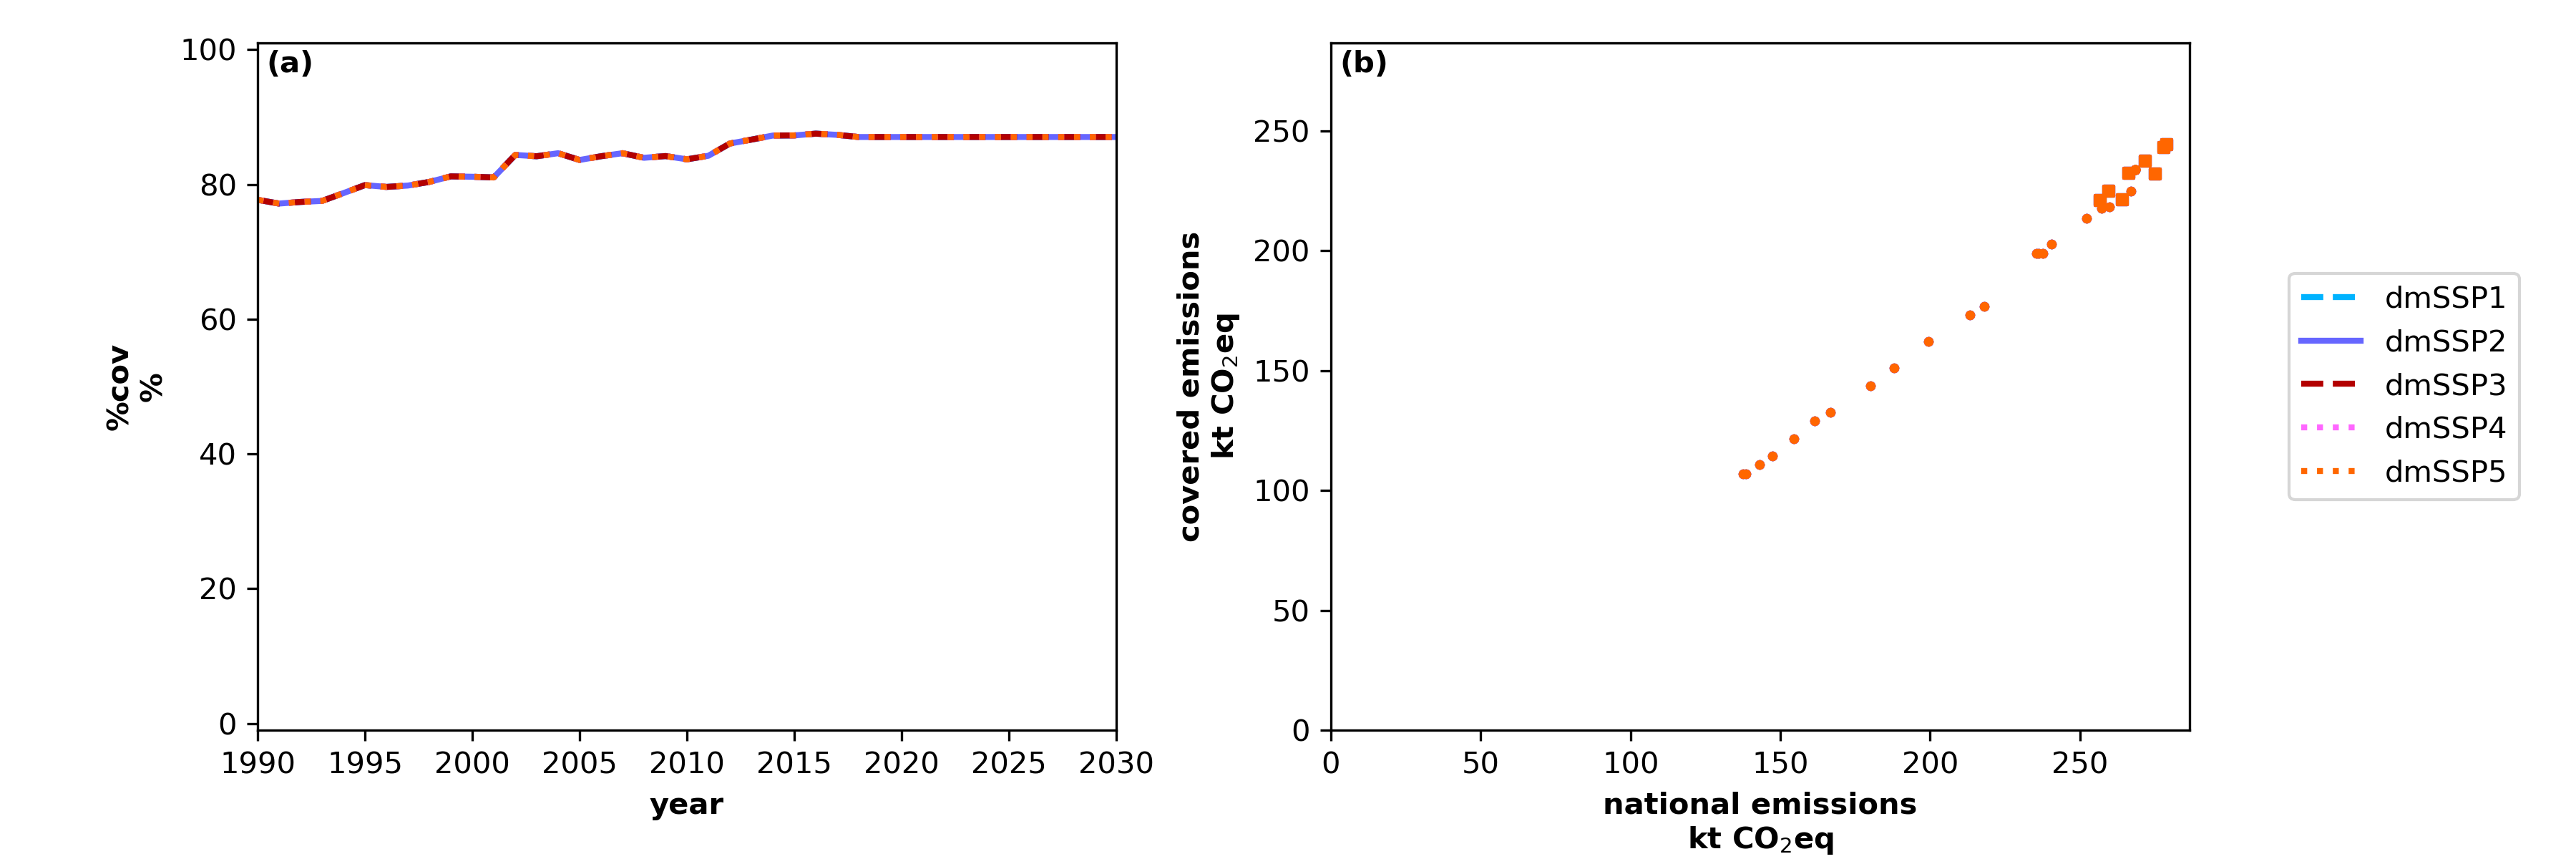 (a)
100
80
60
40
20
0
%cov
%
1990 1995 2000 2005 2010 2015 2020 2025 2030
year
(b)
250
200
150
100
50
0
covered emissions
kt CO₂eq
0 50 100 150 200 250
national emissions
kt CO₂eq
dmSSP1
dmSSP2
dmSSP3
dmSSP4
dmSSP5